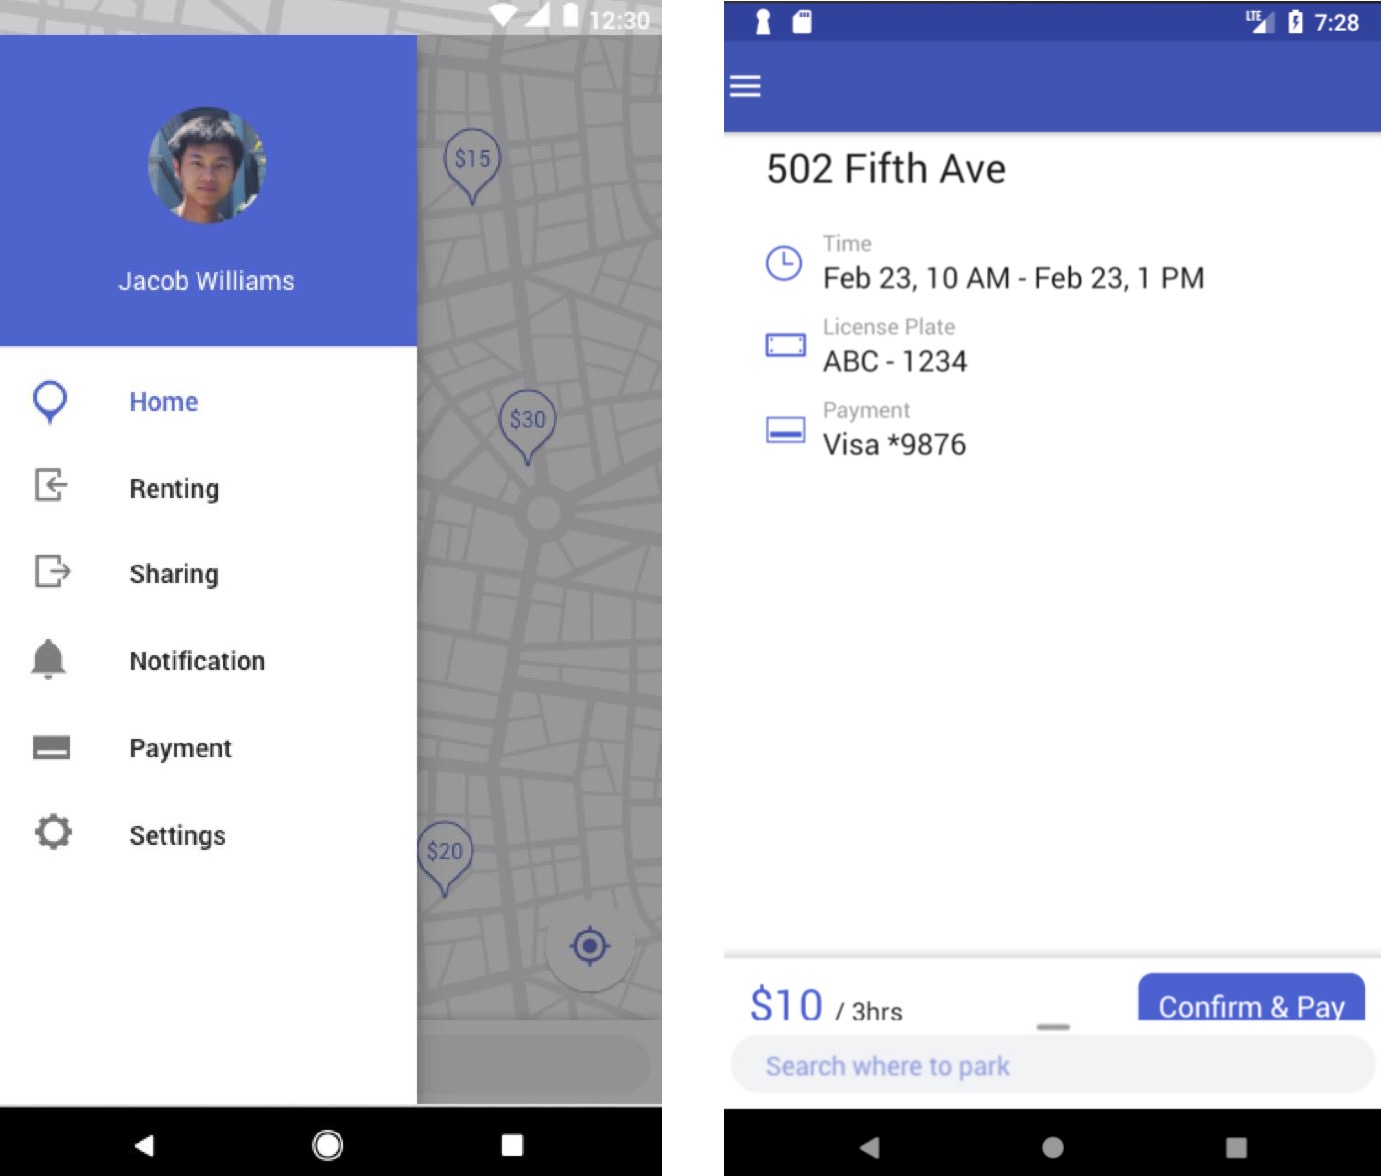 12:30
Jacob Williams
Home
Renting
Sharing
Notification
Payment
Settings
$15
$30
$20
LTE
7:28
502 Fifth Ave
Time
Feb 23, 10 AM - Feb 23, 1 PM
License Plate
ABC - 1234
Payment
Visa *9876
$10 / 3hrs
Confirm & Pay
Search where to park